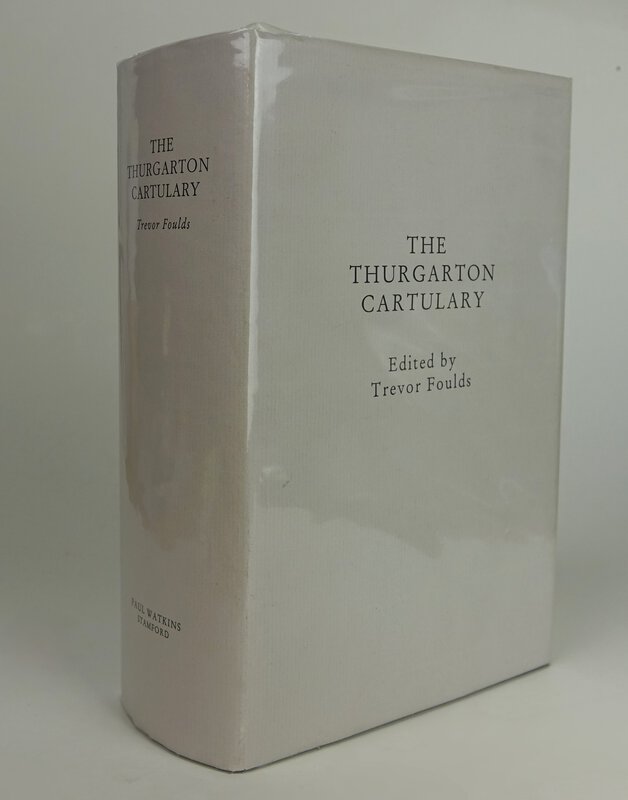 THE
THURGARTON
CARTULARY
Trevor Foulds
PAUL WATKINS
STAMFORD
THE
THURGARTON
CARTULARY
Edited by
Trevor Foulds